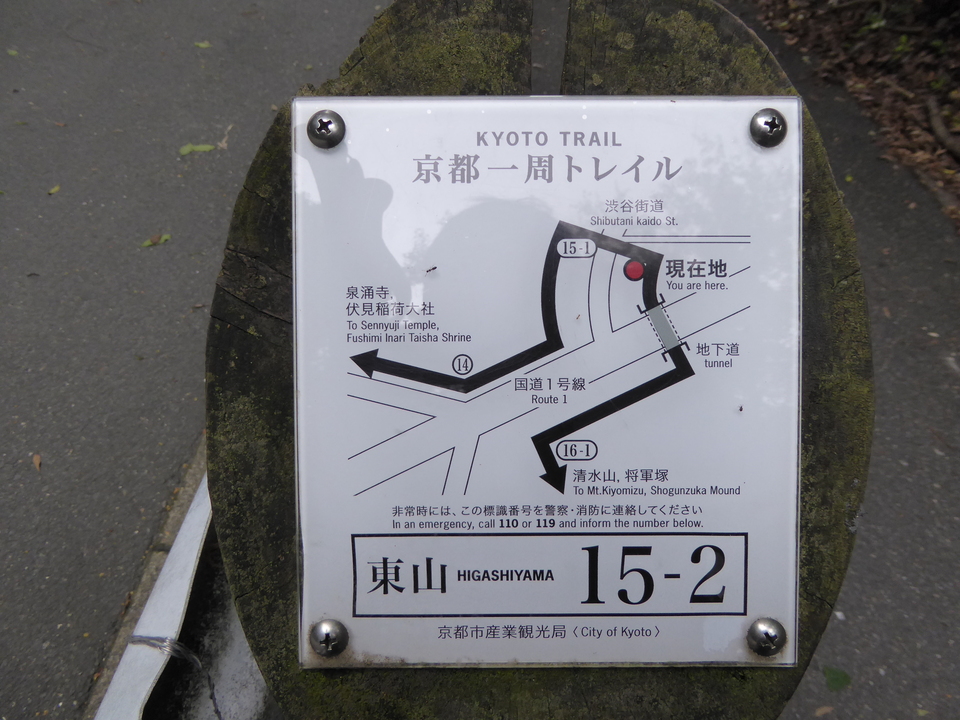 KYOTO TRAIL
京都一周トレイル
渋谷街道
Shibutani kaido St.
15-1
現在地
You are here.
泉涌寺,
伏見稲荷大社
To Sennyuji Temple,
Fushimi Inari Taisha Shrine
14
地下道
tunnel
国道1号線
Route 1
16-1
清水山, 将軍塚
To Mt.Kiyomizu, Shogunzuka Mound
非常時には、この標識番号を警察・消防に連絡してください
In an emergency, call 110 or 119 and inform the number below.
東山 HIGASHIYAMA 15-2
京都市産業観光局〈City of Kyoto〉